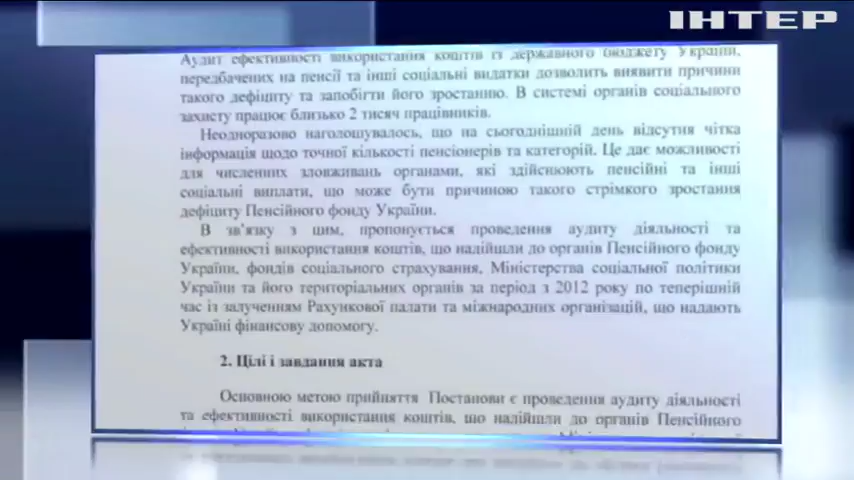 ІНТЕР
Аудит ефективності використання коштів із державного бюджету України,
передбачених на пенсії та інші соціальні видатки дозволить виявити причини
такого дефіциту та запобігти його зростанню. В системі органів соціального
захисту працює близько 2 тисяч працівників.
Неодноразово наголошувалось, що на сьогоднішній день відсутня чітка
інформація щодо точної кількості пенсіонерів та категорій. Це дає можливості
для численних зловживань органами, які здійснюють пенсійні та інші
соціальні виплати, що може бути причиною такого стрімкого зростання
дефіциту Пенсійного фонду України.
В зв'язку з цим, пропонується проведення аудиту діяльності та
ефективності використання коштів, що надійшли до органів Пенсійного фонду
України, фондів соціального страхування, Міністерства соціальної політики
України та його територіальних органів за період з 2012 року по теперішній
час із залученням Рахункової палати та міжнародних організацій, що надають
Україні фінансову допомогу.
2. Цілі і завдання акта
Основною метою прийняття Постанови є проведення аудиту діяльності
та ефективності використання коштів, що надійшли до органів Пенсійного